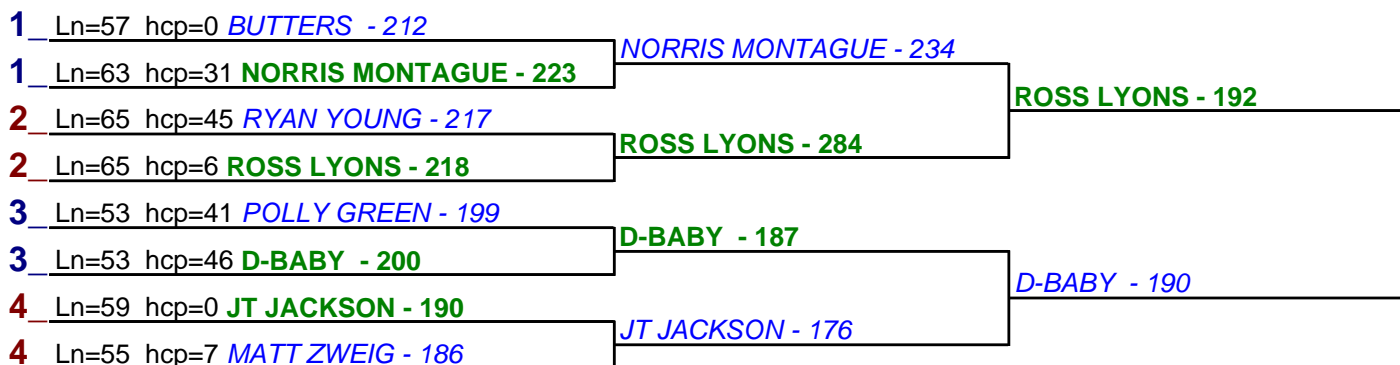 1_ Ln=57 hcp=0 BUTTERS - 212
NORRIS MONTAGUE - 234
1_ Ln=63 hcp=31 NORRIS MONTAGUE - 223
ROSS LYONS - 192
2_ Ln=65 hcp=45 RYAN YOUNG - 217
ROSS LYONS - 284
2_ Ln=65 hcp=6 ROSS LYONS - 218
3_ Ln=53 hcp=41 POLLY GREEN - 199
D-BABY - 187
3_ Ln=53 hcp=46 D-BABY - 200
D-BABY - 190
4_ Ln=59 hcp=0 JT JACKSON - 190
JT JACKSON - 176
4 Ln=55 hcp=7 MATT ZWEIG - 186